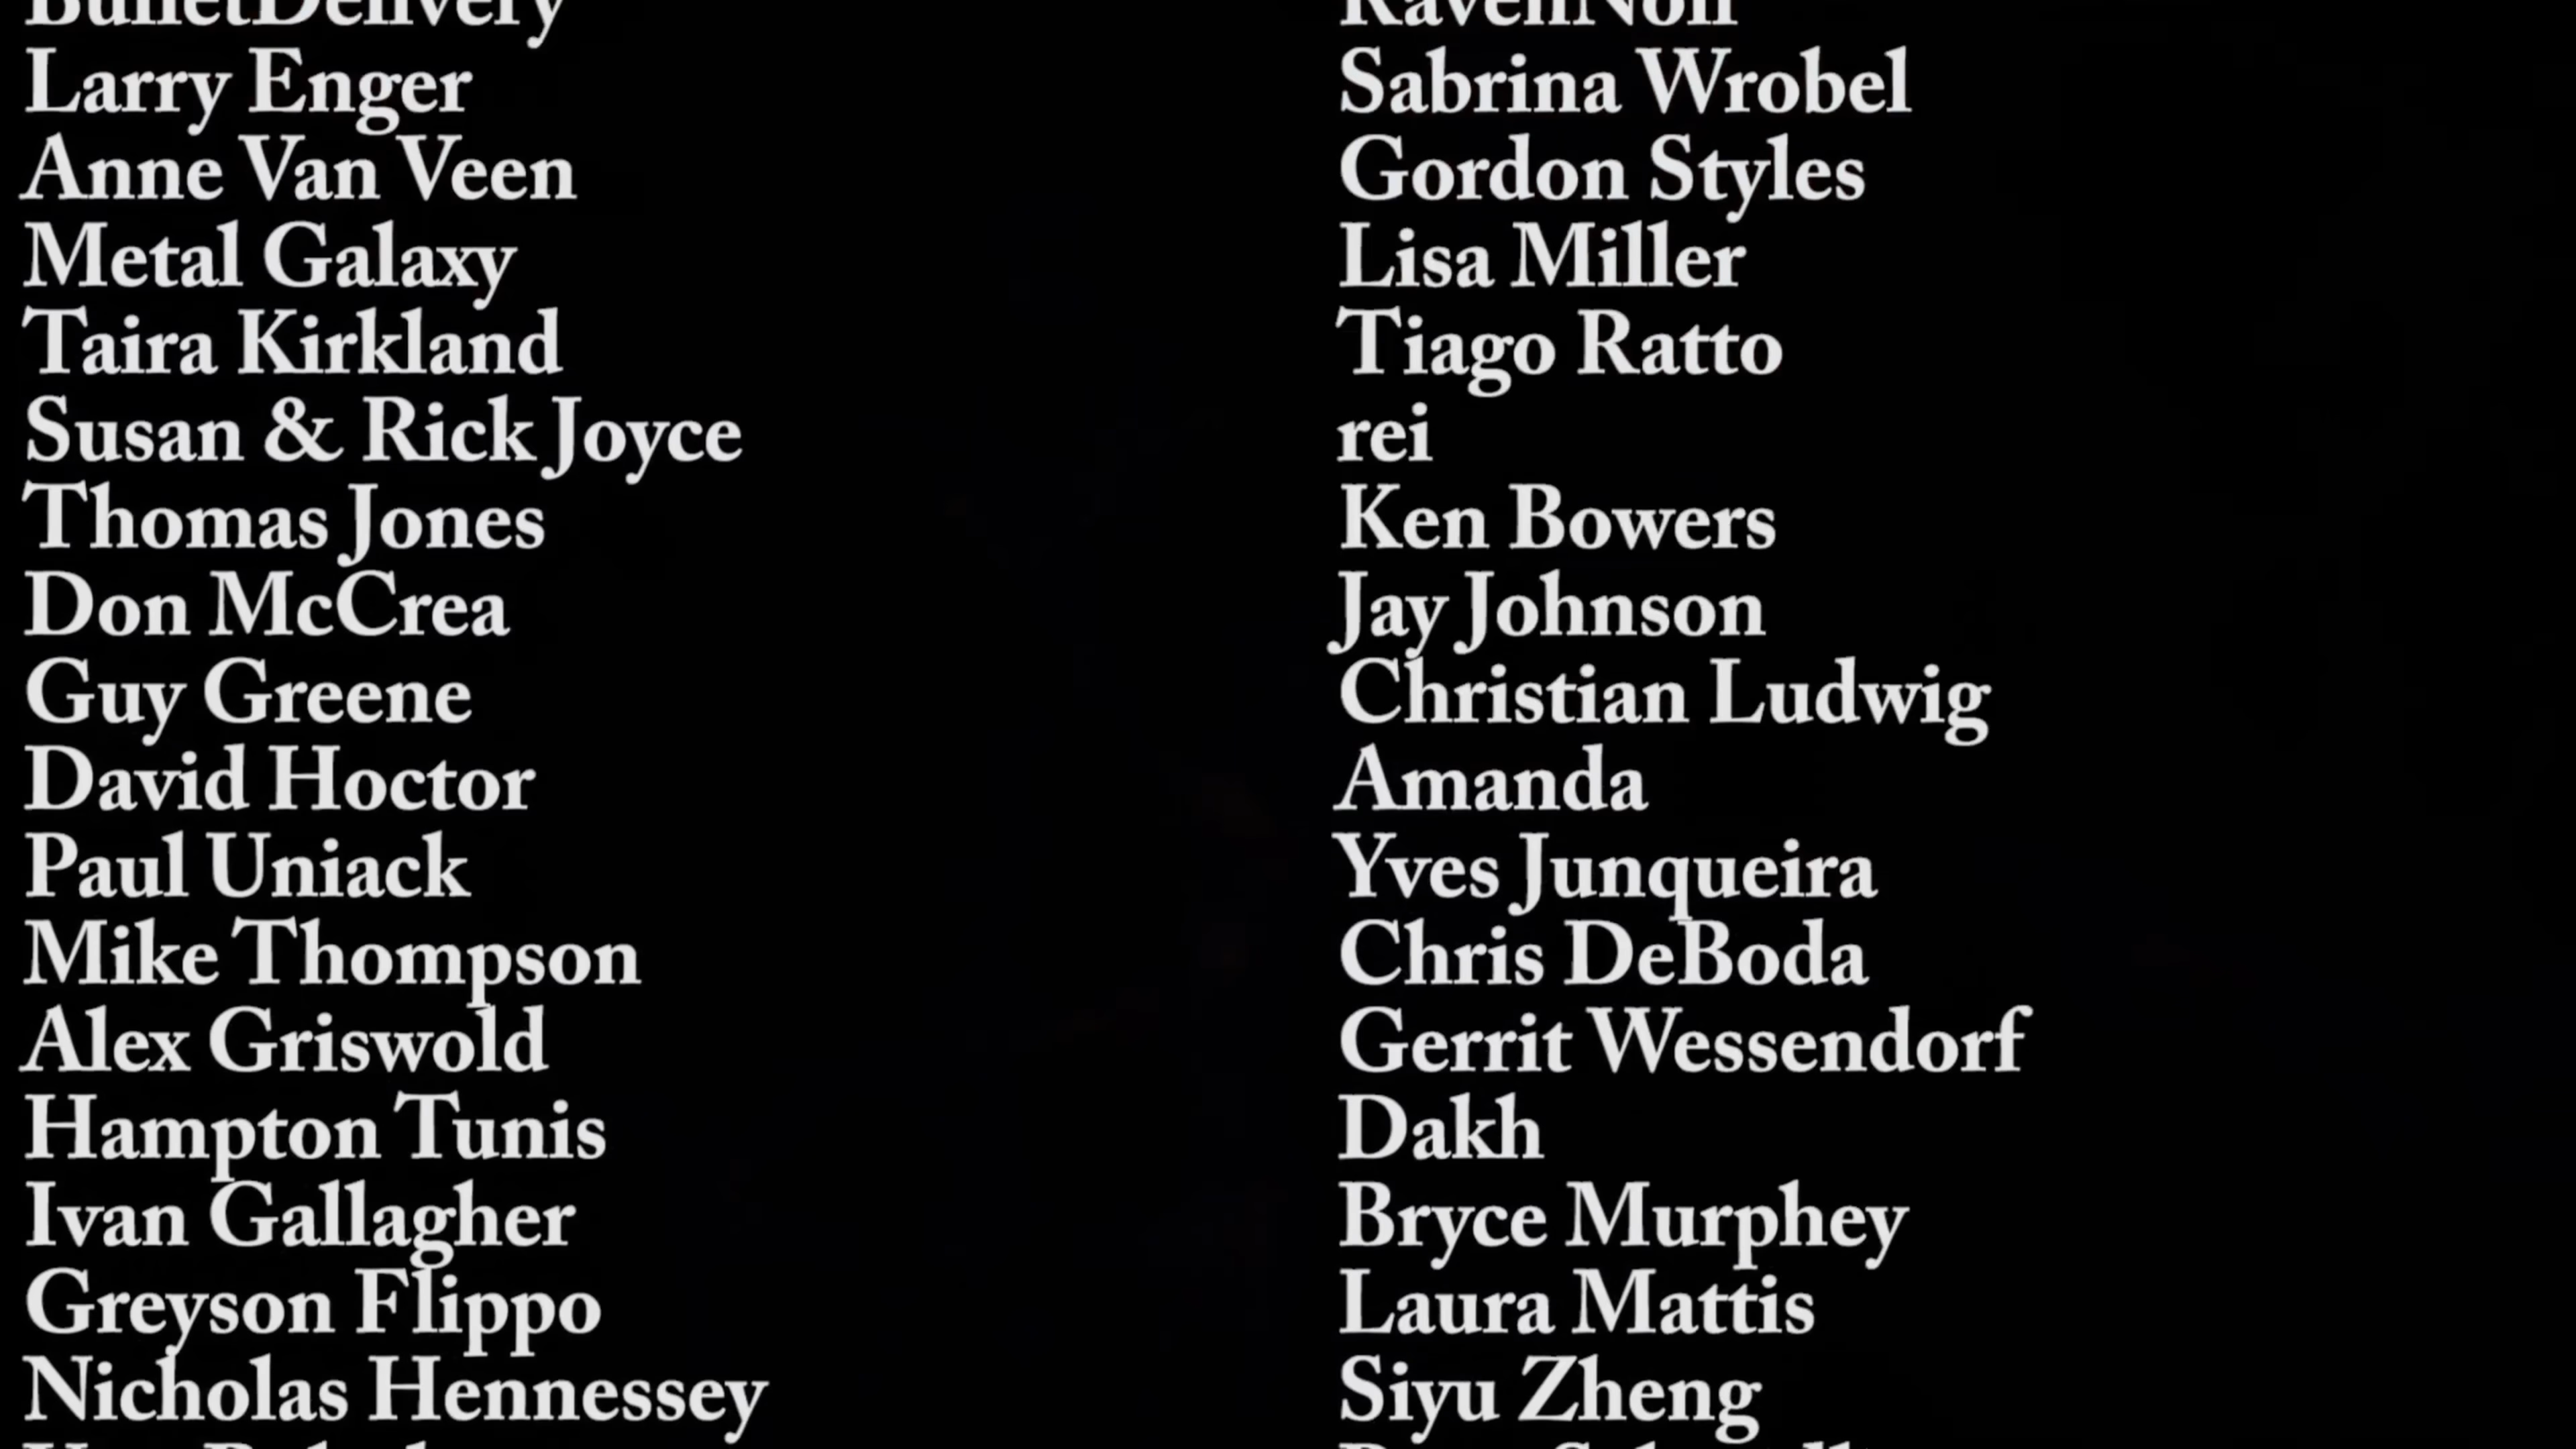 BulletDelivery
Larry Enger
Anne Van Veen
Metal Galaxy
Taira Kirkland
Susan & Rick Joyce
Thomas Jones
Don McCrea
Guy Greene
David Hoctor
Paul Uniack
Mike Thompson
Alex Griswold
Hampton Tunis
Ivan Gallagher
Greyson Flippo
Nicholas Hennessey
Sabrina Wrobel
Gordon Styles
Lisa Miller
Tiago Ratto
rei
Ken Bowers
Jay Johnson
Christian Ludwig
Amanda
Yves Junqueira
Chris DeBoda
Gerrit Wessendorf
Dakh
Bryce Murphey
Laura Mattis
Siyu Zheng